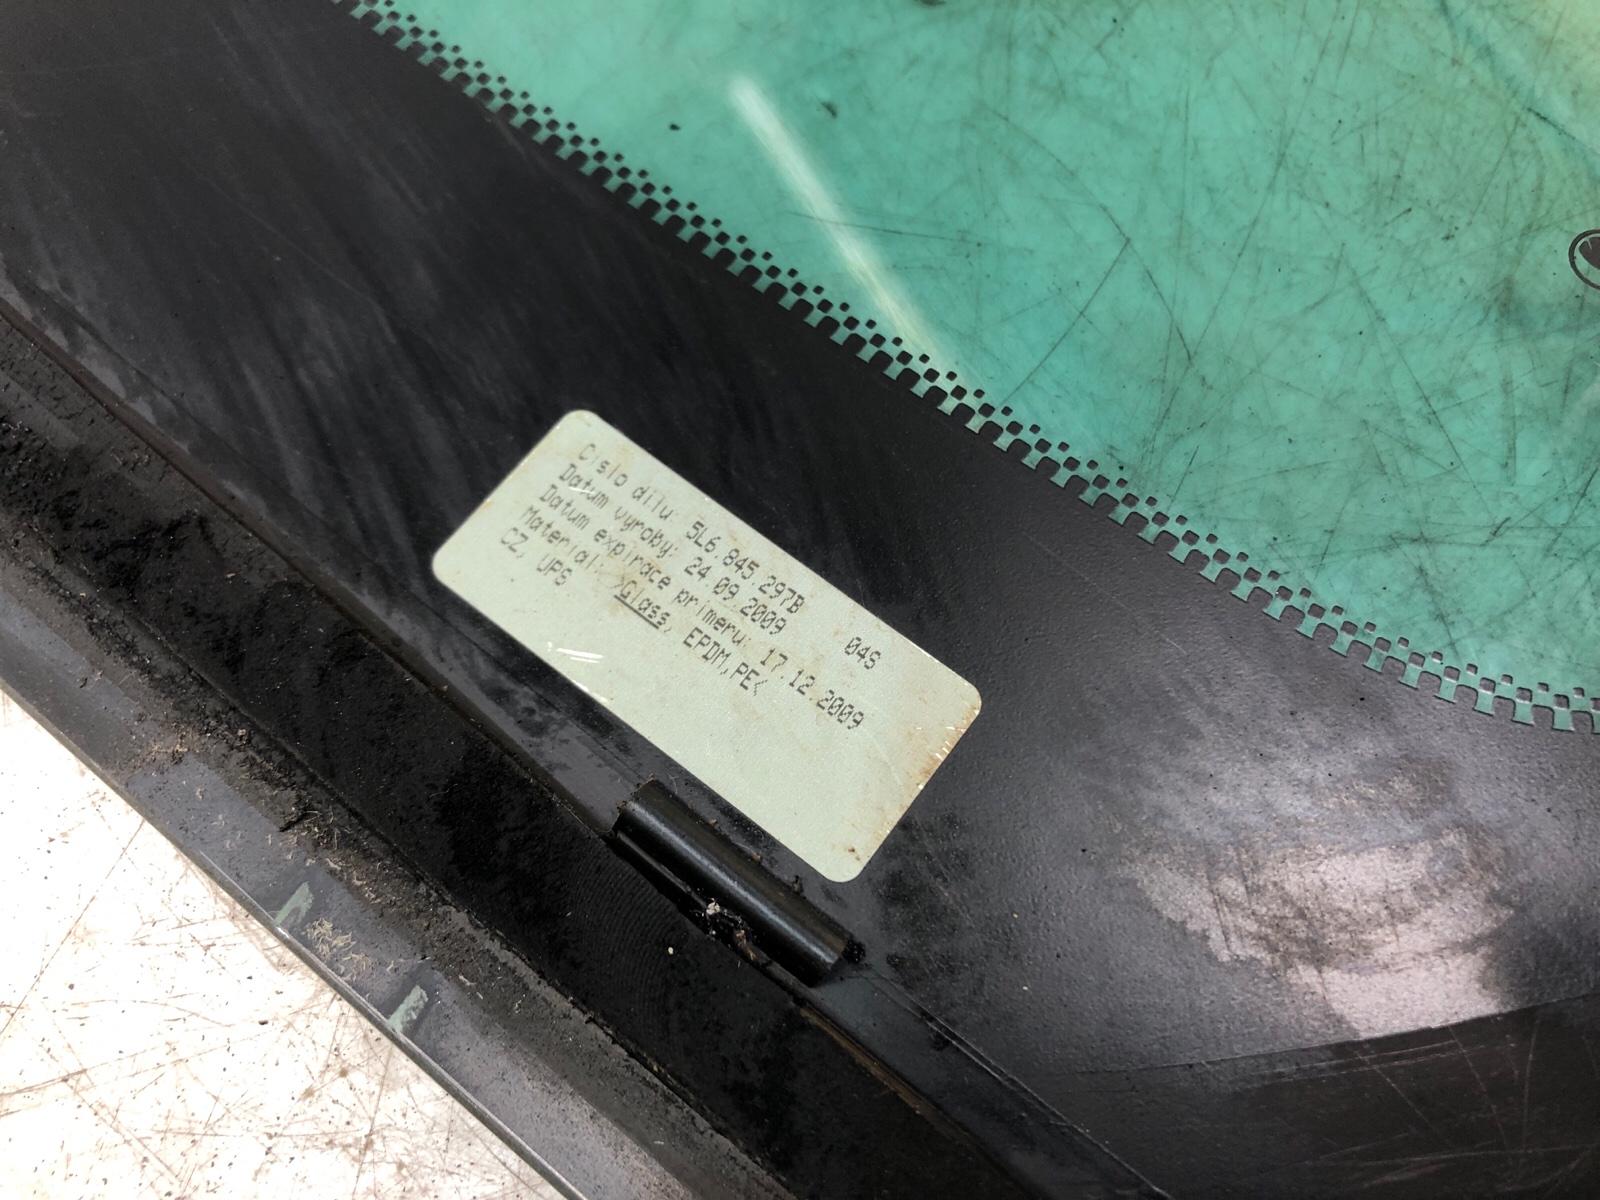 Cislo dilu: 5L6.845.297B 04S
Datum vyroby: 24.09.2009
Datum expirace primeru: 17.12.2009
Material: >Glass, EPDM,PE<
CZ, UPS